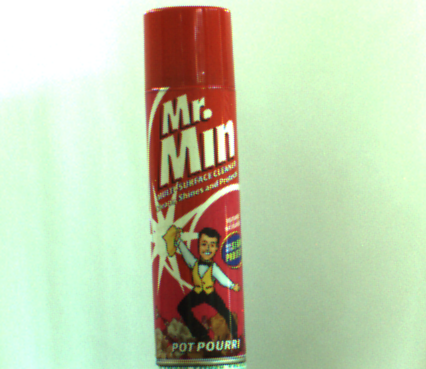 Mr.
Min
MULTI SURFACE CLEANER
Cleans, Shines and Protects
POT POURRI